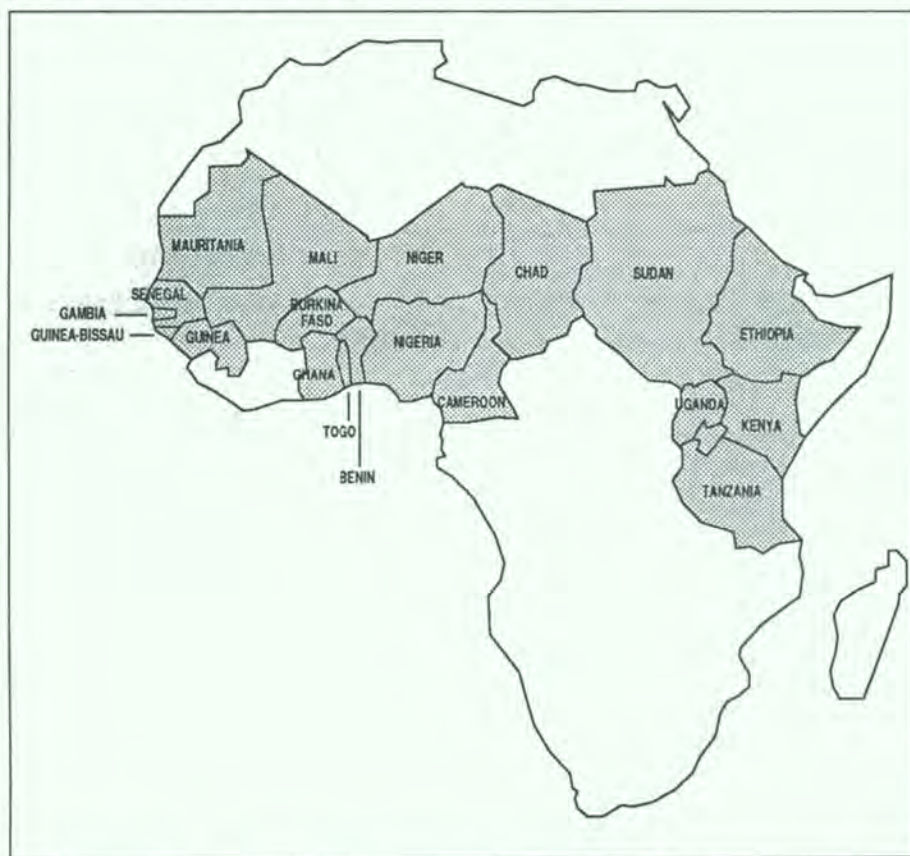 MAURITANIA
MALI
NIGER
CHAD
SUDAN
SENEGAL
GAMBIA
GUINEA-BISSAU
GUINEA
BURKINA
FASO
NIGERIA
ETHIOPIA
GHANA
CAMEROON
UGANDA
KENYA
TOGO
BENIN
TANZANIA